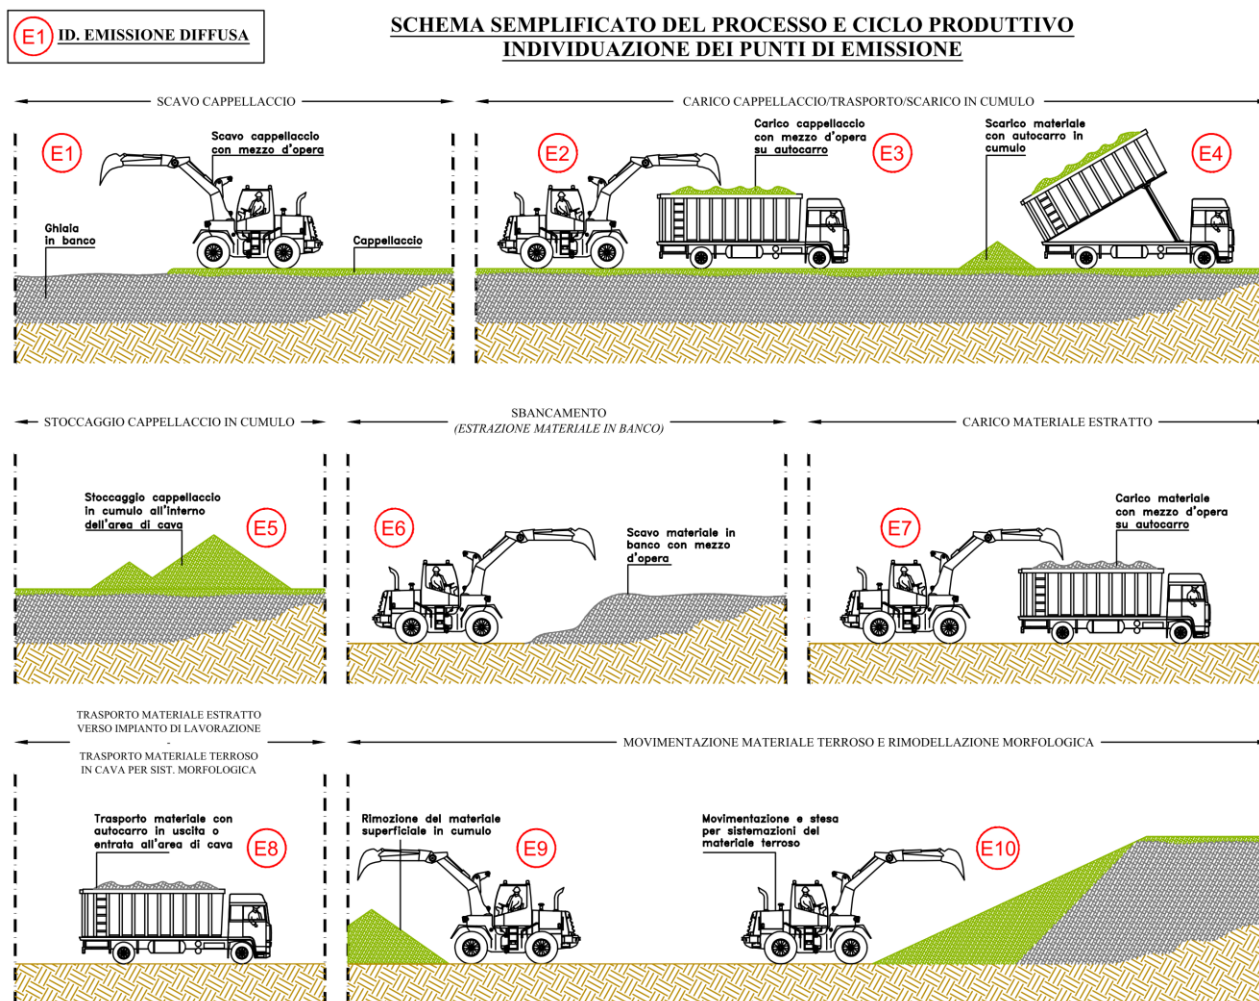 E1 ID. EMISSIONE DIFFUSA
SCHEMA SEMPLIFICATO DEL PROCESSO E CICLO PRODUTTIVO
INDIVIDUAZIONE DEI PUNTI DI EMISSIONE
SCAVO CAPPELLACCIO
CARICO CAPPELLACCIO/TRASPORTO/SCARICO IN CUMULO
E1
Scavo cappellaccio
con mezzo d'opera
Ghiaia
in banco
Cappellaccio
E2
Carico cappellaccio
con mezzo d'opera
su autocarro
E3
Scarico materiale
con autocarro in
cumulo
E4
STOCCAGGIO CAPPELLACCIO IN CUMULO
SBANCAMENTO
(ESTRAZIONE MATERIALE IN BANCO)
CARICO MATERIALE ESTRATTO
Stoccaggio cappellaccio
in cumulo all'interno
dell'area di cava
E5
E6
Scavo materiale in
banco con mezzo
d'opera
E7
Carico materiale
con mezzo d'opera
su autocarro
TRASPORTO MATERIALE ESTRATTO
VERSO IMPIANTO DI LAVORAZIONE
-
TRASPORTO MATERIALE TERROSO
IN CAVA PER SIST. MORFOLOGICA
MOVIMENTAZIONE MATERIALE TERROSO E RIMODELLAZIONE MORFOLOGICA
Trasporto materiale con
autocarro in uscita o
entrata all'area di cava
E8
Rimozione del materiale
superficiale in cumulo
E9
Movimentazione e stesa
per sistemazioni del
materiale terroso
E10